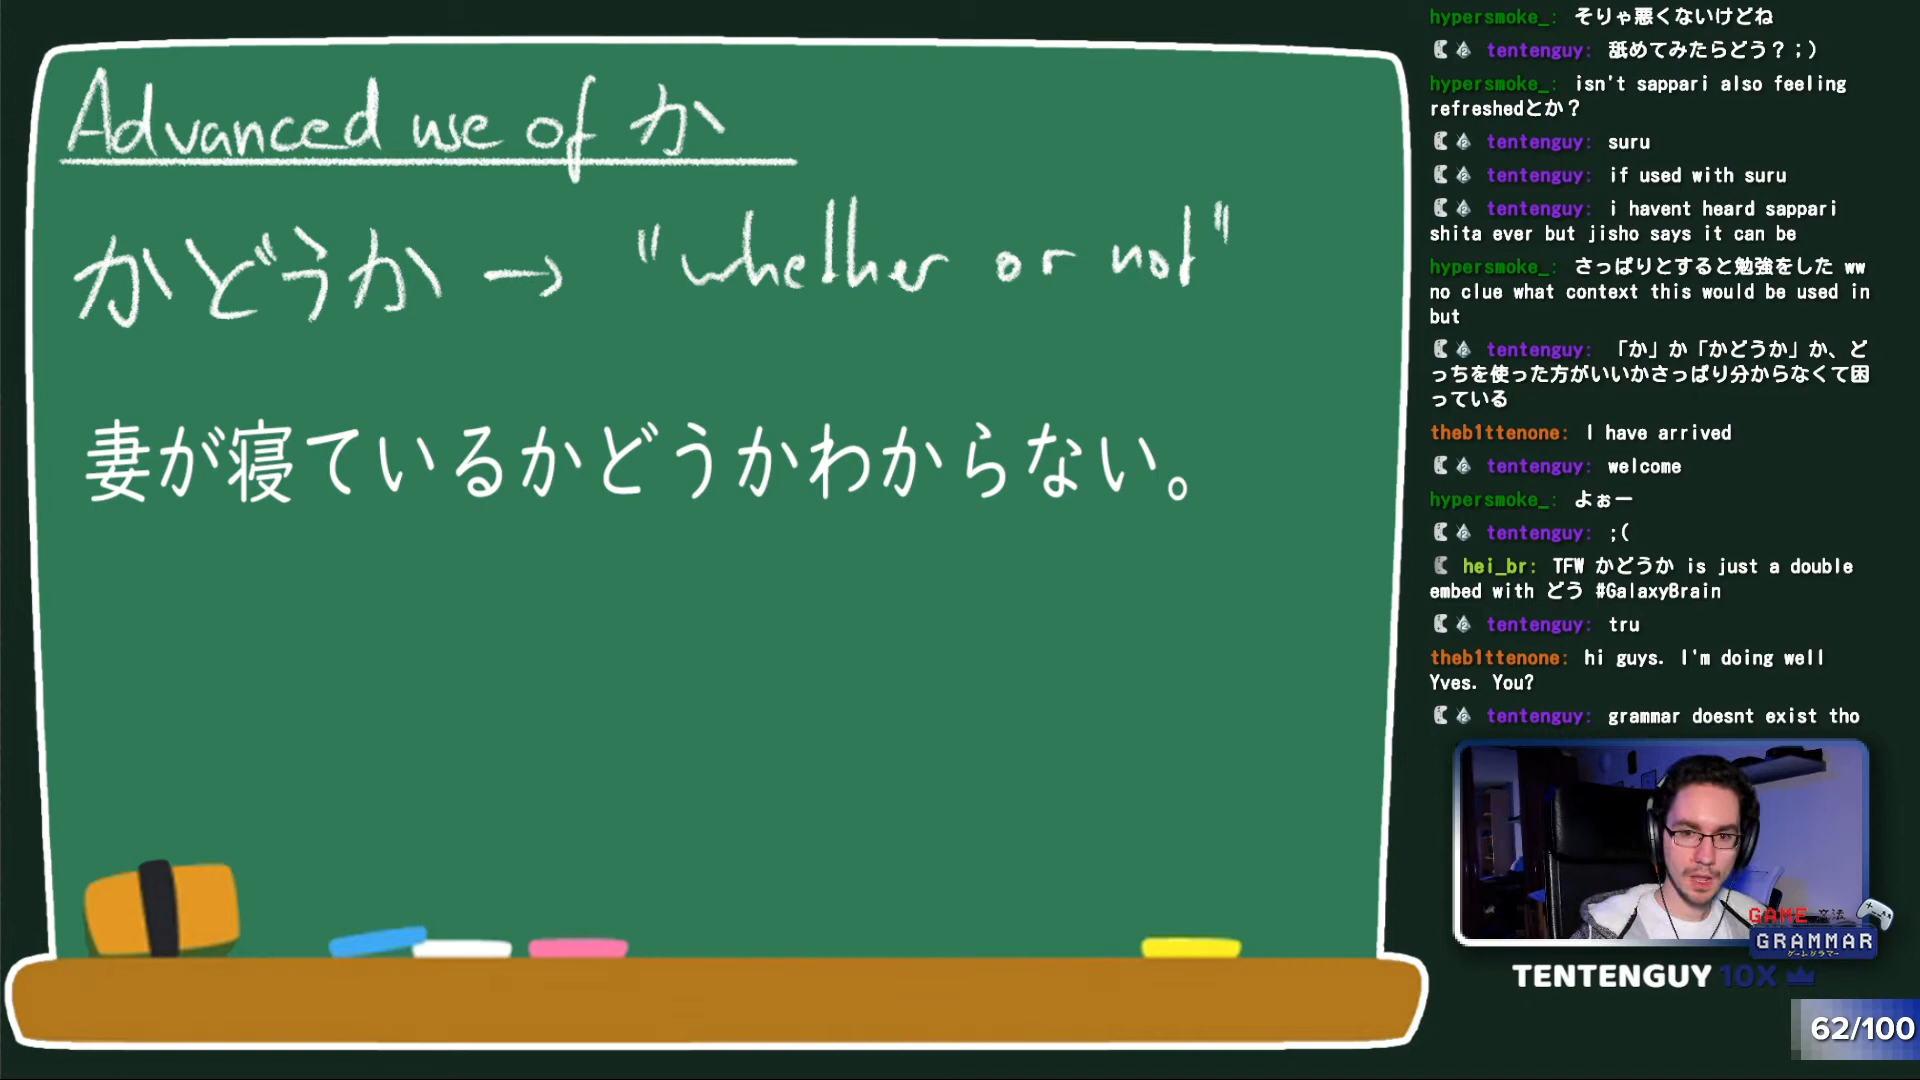 Advanced use of か
かどうか → "whether or not"
妻が寝ているかどうかわからない。
hypersmoke_: そりゃ悪くないけどね
tentenguy: 舐めてみたらどう？；）
hypersmoke_: isn't sappari also feeling
refreshedとか？
tentenguy: suru
tentenguy: if used with suru
tentenguy: i havent heard sappari
shita ever but jisho says it can be
hypersmoke_: さっぱりとすると勉強をした ww
no clue what context this would be used in
but
tentenguy: 「か」か「かどうか」か、ど
っちを使った方がいいかさっぱり分からなくて困
っている
theb1ttenone: I have arrived
tentenguy: welcome
hypersmoke_: よぉー
tentenguy: ;(
hei_br: TFW かどうか is just a double
embed with どう #GalaxyBrain
tentenguy: tru
theb1ttenone: hi guys. I'm doing well
Yves. You?
tentenguy: grammar doesnt exist tho
GAME 文法
GRAMMAR
ゲームグラマー
TENTENGUY 10X
62/100